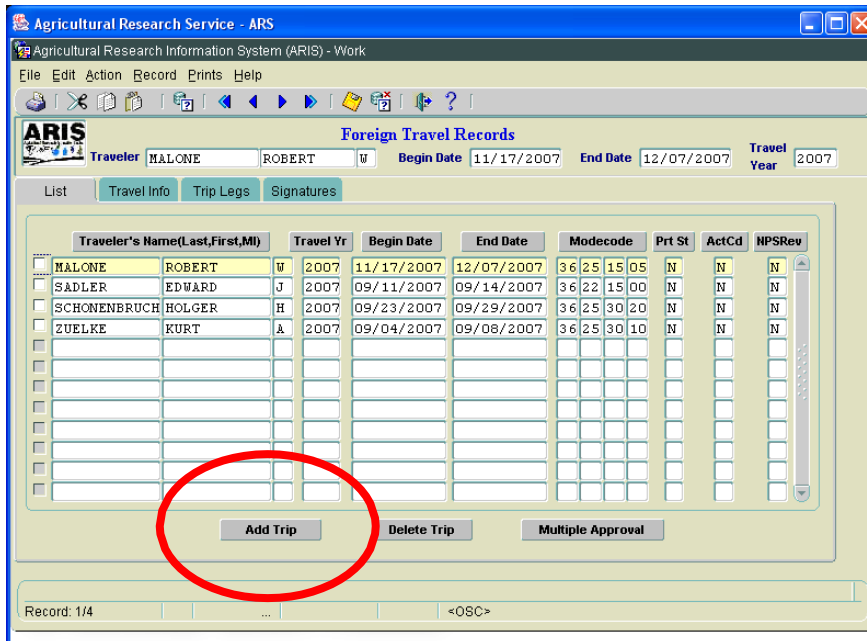 Agricultural Research Service - ARS
Agricultural Research Information System (ARIS) - Work
File Edit Action Record Prints Help
ARIS
Foreign Travel Records
Traveler MALONE ROBERT W Begin Date 11/17/2007 End Date 12/07/2007 Travel Year 2007
List Travel Info Trip Legs Signatures
Traveler's Name(Last,First,MI) Travel Yr Begin Date End Date Modecode Prt St ActCd NPSRev
MALONE ROBERT W 2007 11/17/2007 12/07/2007 36 25 15 05 N N N
SADLER EDWARD J 2007 09/11/2007 09/14/2007 36 22 15 00 N N N
SCHONENBRUCH HOLGER H 2007 09/23/2007 09/29/2007 36 25 30 20 N N N
ZUELKE KURT A 2007 09/04/2007 09/08/2007 36 25 30 10 N N N
Add Trip Delete Trip Multiple Approval
Record: 1/4 ... <OSC>